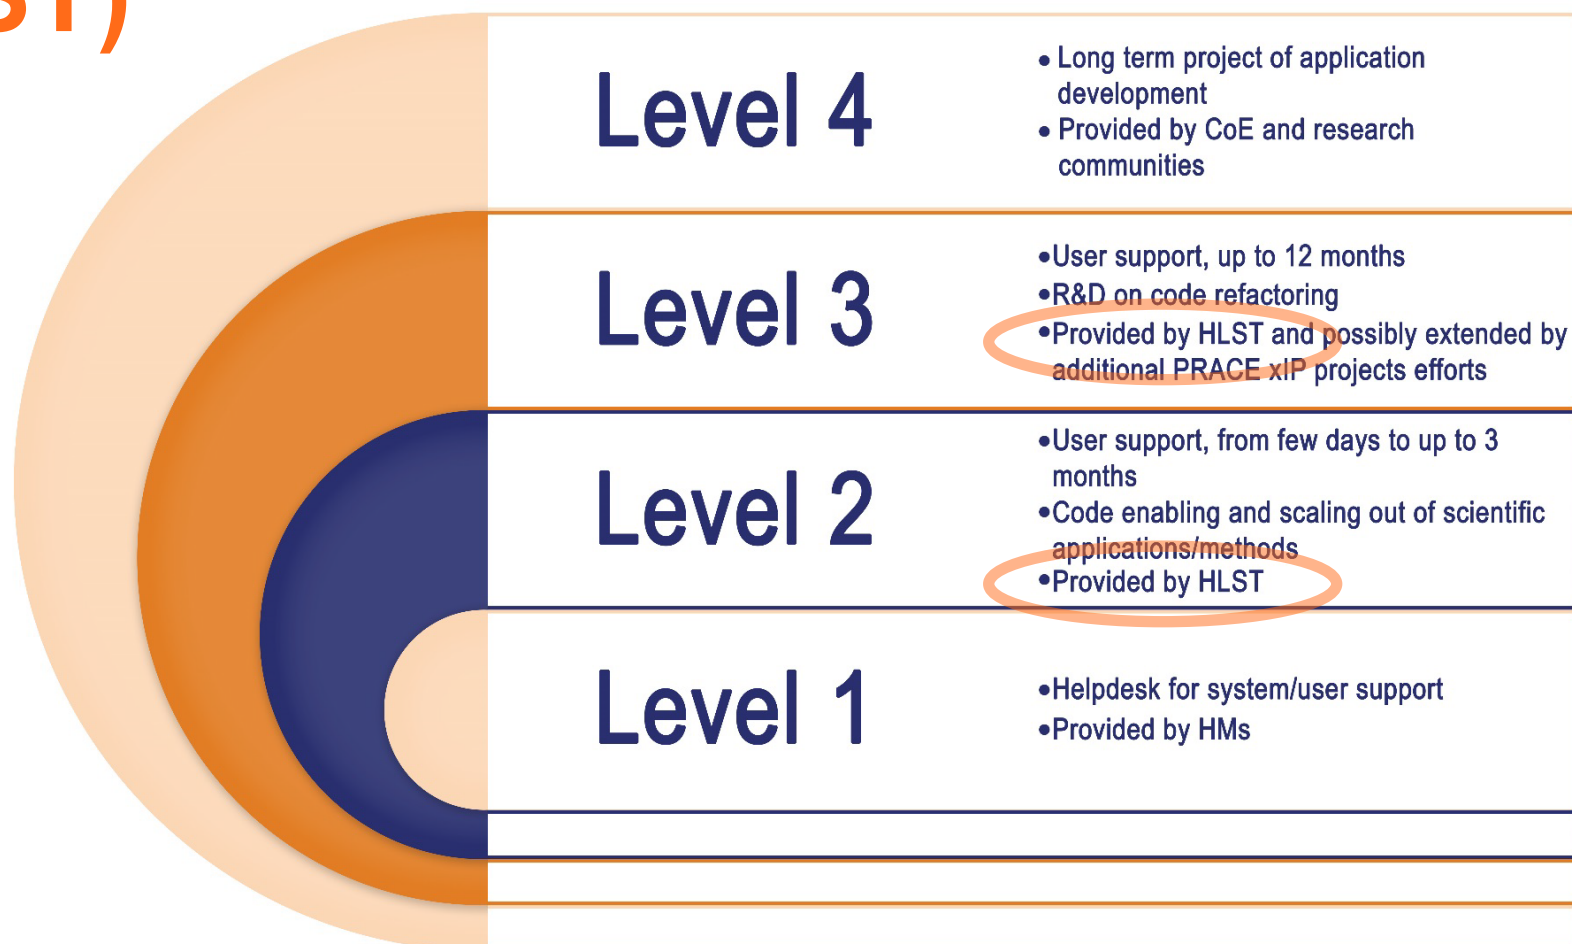 ST)
Level 4
• Long term project of application
development
• Provided by CoE and research
communities
Level 3
•User support, up to 12 months
•R&D on code refactoring
•Provided by HLST and possibly extended by
additional PRACE xIP projects efforts
Level 2
•User support, from few days to up to 3
months
•Code enabling and scaling out of scientific
applications/methods
•Provided by HLST
Level 1
•Helpdesk for system/user support
•Provided by HMs